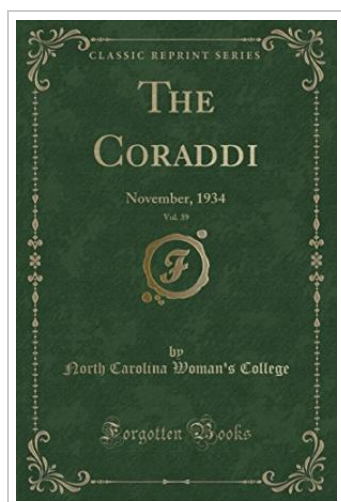 CLASSIC REPRINT SERIES
THE
CORADDI
November, 1934
Vol. 39
F
by
North Carolina Woman's College
Forgotten Books